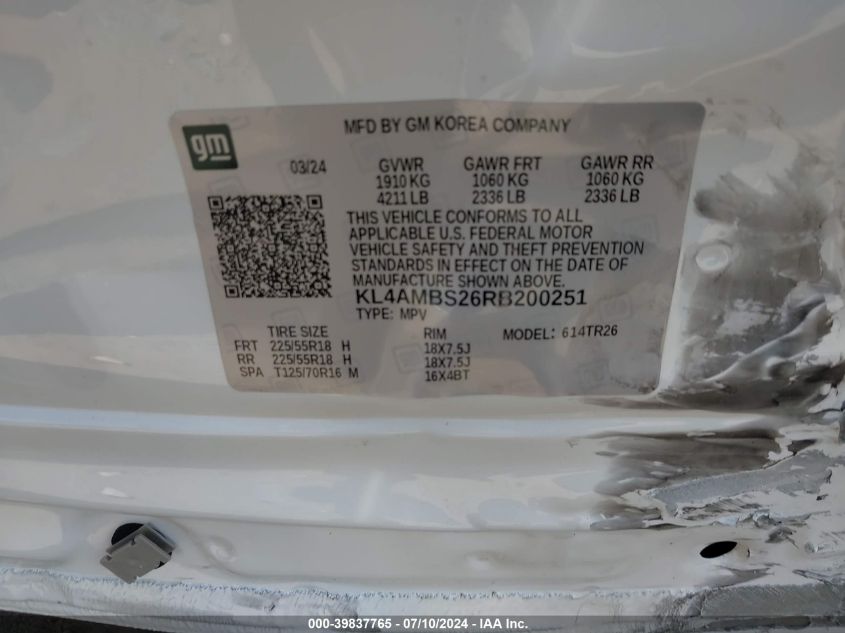 gm
MFD BY GM KOREA COMPANY
03/24 GVWR GAWR FRT GAWR RR
1910 KG 1060 KG 1060 KG
4211 LB 2336 LB 2336 LB
THIS VEHICLE CONFORMS TO ALL
APPLICABLE U.S. FEDERAL MOTOR
VEHICLE SAFETY AND THEFT PREVENTION
STANDARDS IN EFFECT ON THE DATE OF
MANUFACTURE SHOWN ABOVE.
KL4AMBS26RB200251
TYPE: MPV
TIRE SIZE RIM MODEL: 614TR26
FRT 225/55R18 H 18X7.5J
RR 225/55R18 H 18X7.5J
SPA T125/70R16 M 16X4BT
000-39837765 - 07/10/2024 - IAA Inc.